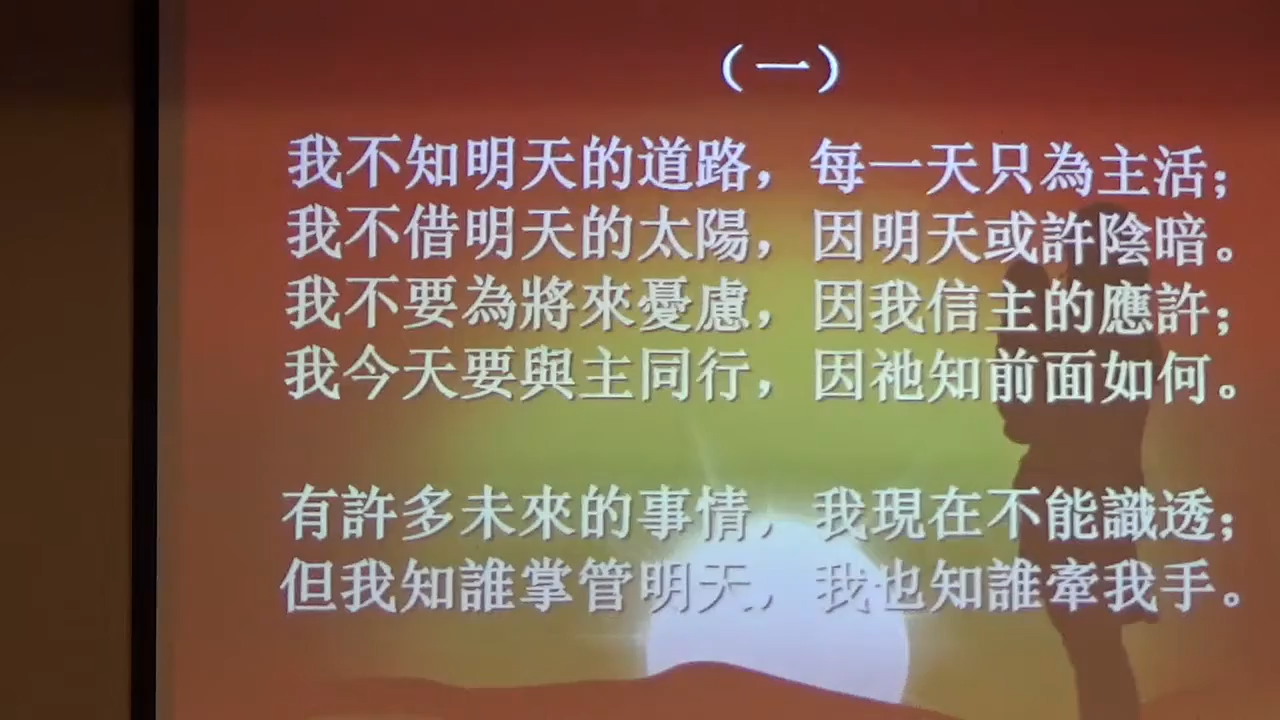 （一）
我不知明天的道路，每一天只為主活；
我不借明天的太陽，因明天或許陰暗。
我不要為將來憂慮，因我信主的應許；
我今天要與主同行，因祂知前面如何。
有許多未來的事情，我現在不能識透；
但我知誰掌管明天，我也知誰牽我手。